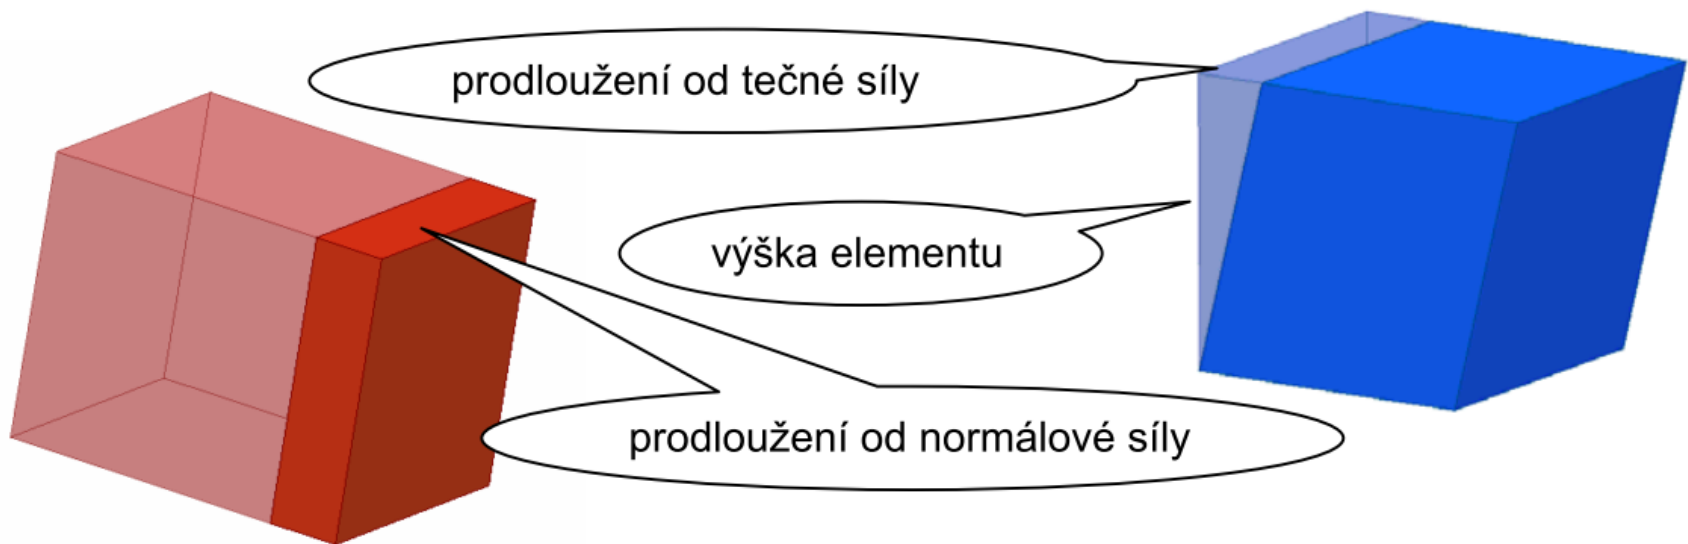 prodloužení od tečné síly
výška elementu
prodloužení od normálové síly